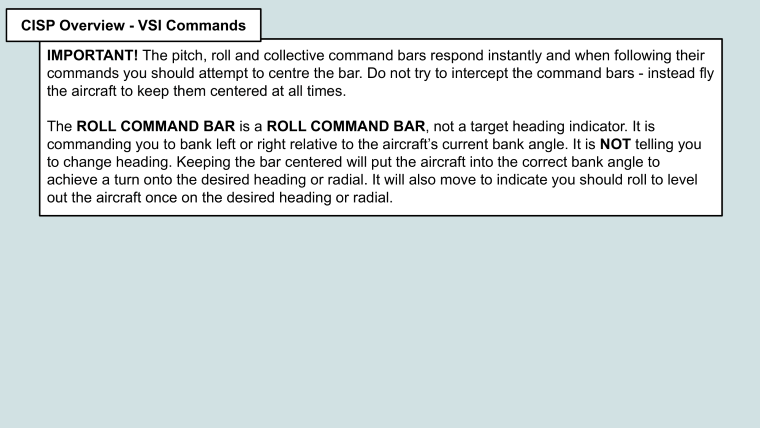 CISP Overview - VSI Commands
IMPORTANT! The pitch, roll and collective command bars respond instantly and when following their
commands you should attempt to centre the bar. Do not try to intercept the command bars - instead fly
the aircraft to keep them centered at all times.
The ROLL COMMAND BAR is a ROLL COMMAND BAR, not a target heading indicator. It is
commanding you to bank left or right relative to the aircraft's current bank angle. It is NOT telling you
to change heading. Keeping the bar centered will put the aircraft into the correct bank angle to
achieve a turn onto the desired heading or radial. It will also move to indicate you should roll to level
out the aircraft once on the desired heading or radial.